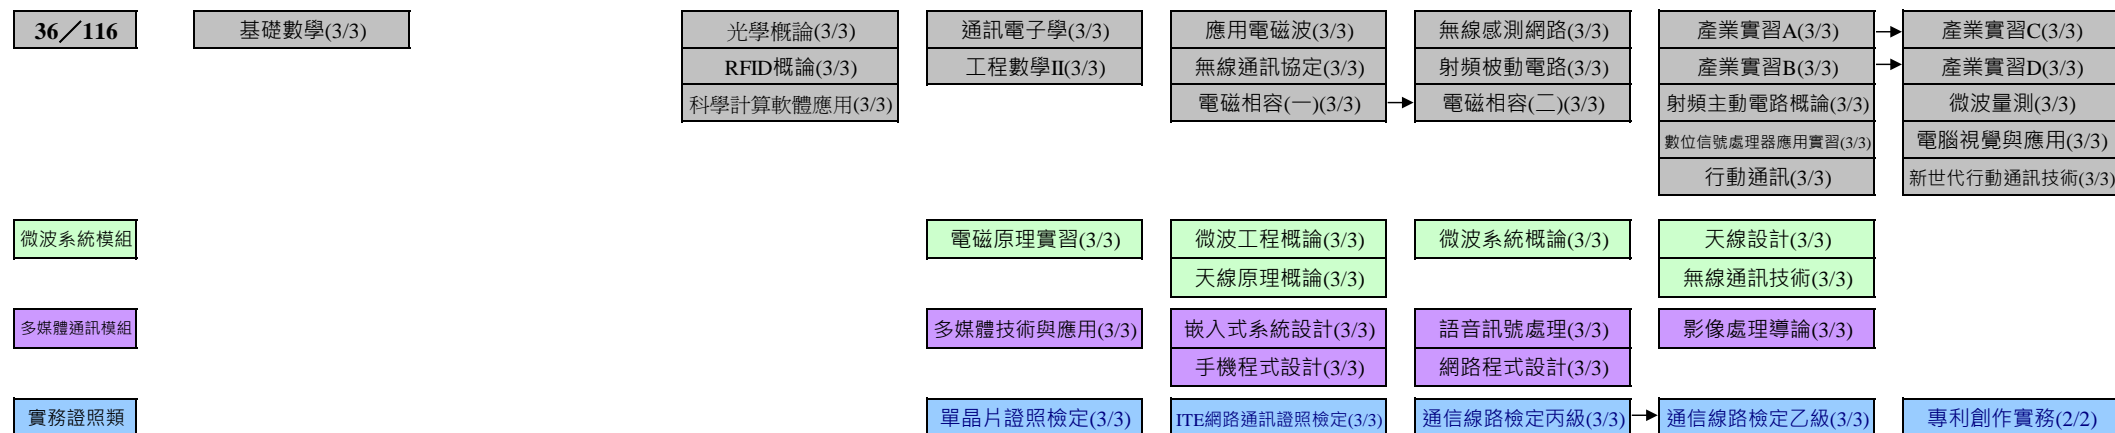 36／116 基礎數學(3/3) 光學概論(3/3) 通訊電子學(3/3) 應用電磁波(3/3) 無線感測網路(3/3) 產業實習A(3/3) 產業實習C(3/3)
RFID概論(3/3) 工程數學II(3/3) 無線通訊協定(3/3) 射頻被動電路(3/3) 產業實習B(3/3) 產業實習D(3/3)
科學計算軟體應用(3/3) 電磁相容(一)(3/3) 電磁相容(二)(3/3) 射頻主動電路概論(3/3) 微波量測(3/3)
數位信號處理器應用實習(3/3) 電腦視覺與應用(3/3)
行動通訊(3/3) 新世代行動通訊技術(3/3)
微波系統模組 電磁原理實習(3/3) 微波工程概論(3/3) 微波系統概論(3/3) 天線設計(3/3)
天線原理概論(3/3) 無線通訊技術(3/3)
多媒體通訊模組 多媒體技術與應用(3/3) 嵌入式系統設計(3/3) 語音訊號處理(3/3) 影像處理導論(3/3)
手機程式設計(3/3) 網路程式設計(3/3)
實務證照類 單晶片證照檢定(3/3) ITE網路通訊證照檢定(3/3) 通信線路檢定丙級(3/3) 通信線路檢定乙級(3/3) 專利創作實務(2/2)